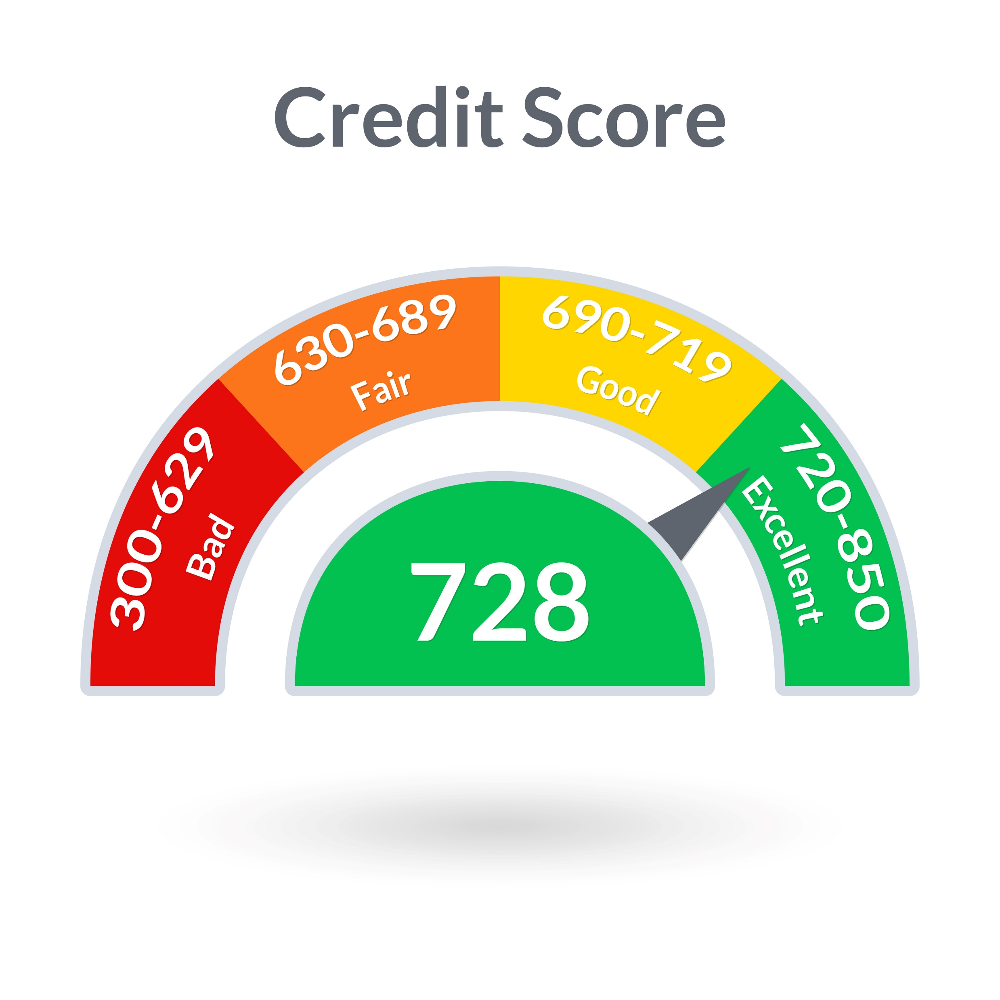 Credit Score
300-629
Bad
630-689
Fair
690-719
Good
720-850
Excellent
728